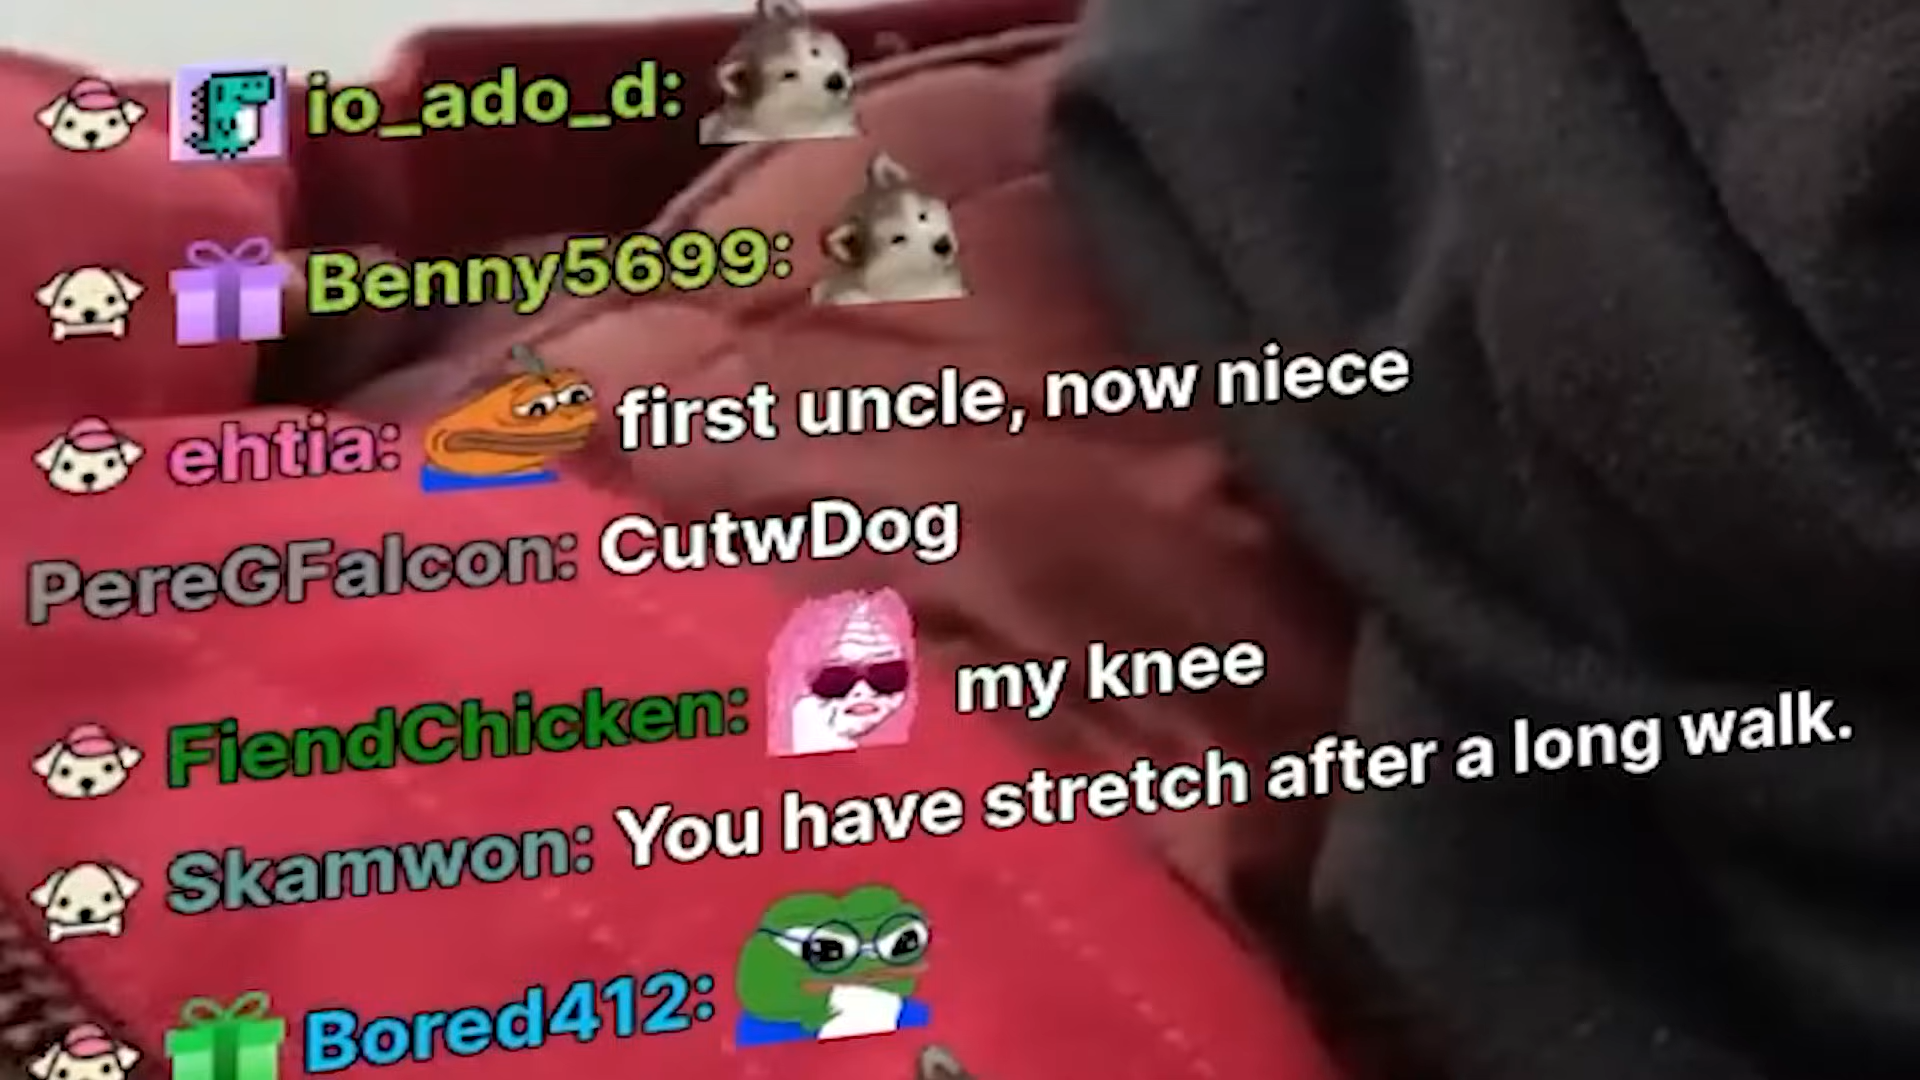 io_ado_d:
Benny5699:
ehtia: first uncle, now niece
PereGFalcon: CutwDog
FiendChicken: my knee
Skamwon: You have stretch after a long walk.
Bored412: